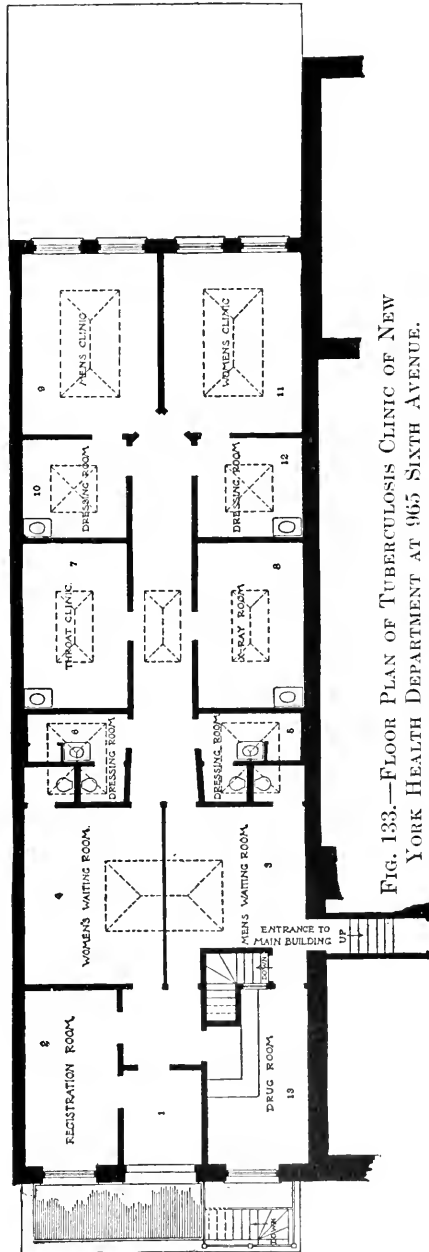 9
MENS CLINIC
WOMENS CLINIC
11
10
DRESSING ROOM
DRESSING ROOM
12
7
THROAT CLINIC
X-RAY ROOM
8
6
DRESSING ROOM
DRESSING ROOM
5
4
WOMEN'S WAITING ROOM.
MENS WAITING ROOM.
3
ENTRANCE TO
MAIN BUILDING UP
DOWN
2
REGISTRATION ROOM.
1
DRUG ROOM
13
DOWN
FIG. 133.—FLOOR PLAN OF TUBERCULOSIS CLINIC OF NEW
YORK HEALTH DEPARTMENT AT 965 SIXTH AVENUE.